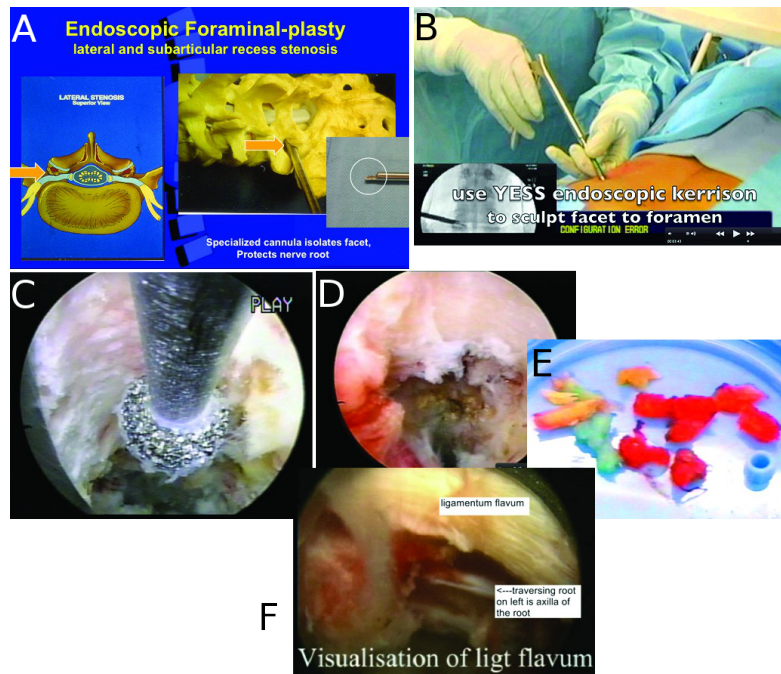 A
Endoscopic Foraminal-plasty
lateral and subarticular recess stenosis
LATERAL STENOSIS
Superior View
Specialized cannula isolates facet,
Protects nerve root
B
use YESS endoscopic kerrison
to sculpt facet to foramen
CONFIGURATION ERROR
C
PLAY
D
E
F
ligamentum flavum
<---traversing root
on left is axilla of
the root
Visualisation of ligt flavum